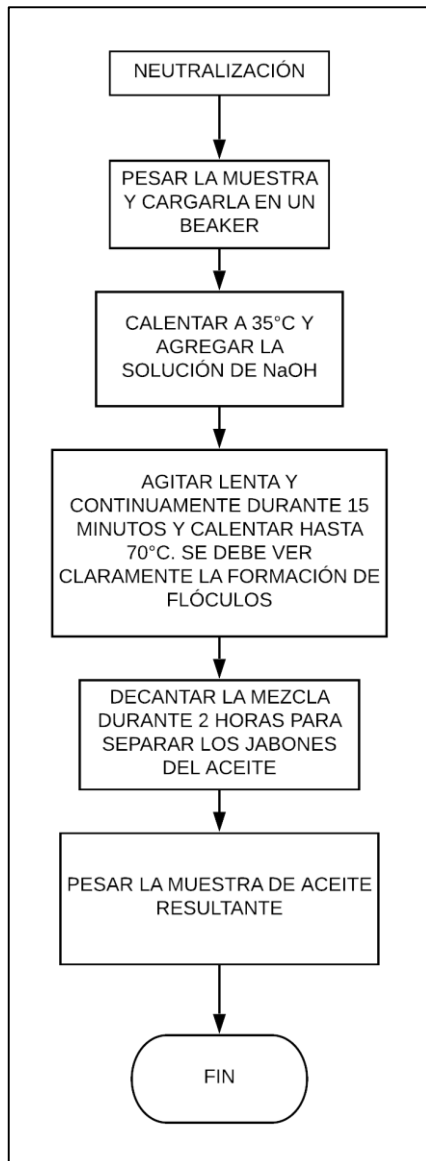 NEUTRALIZACIÓN
PESAR LA MUESTRA
Y CARGARLA EN UN
BEAKER
CALENTAR A 35°C Y
AGREGAR LA
SOLUCIÓN DE NaOH
AGITAR LENTA Y
CONTINUAMENTE DURANTE 15
MINUTOS Y CALENTAR HASTA
70°C. SE DEBE VER
CLARAMENTE LA FORMACIÓN DE
FLÓCULOS
DECANTAR LA MEZCLA
DURANTE 2 HORAS PARA
SEPARAR LOS JABONES
DEL ACEITE
PESAR LA MUESTRA DE ACEITE
RESULTANTE
FIN